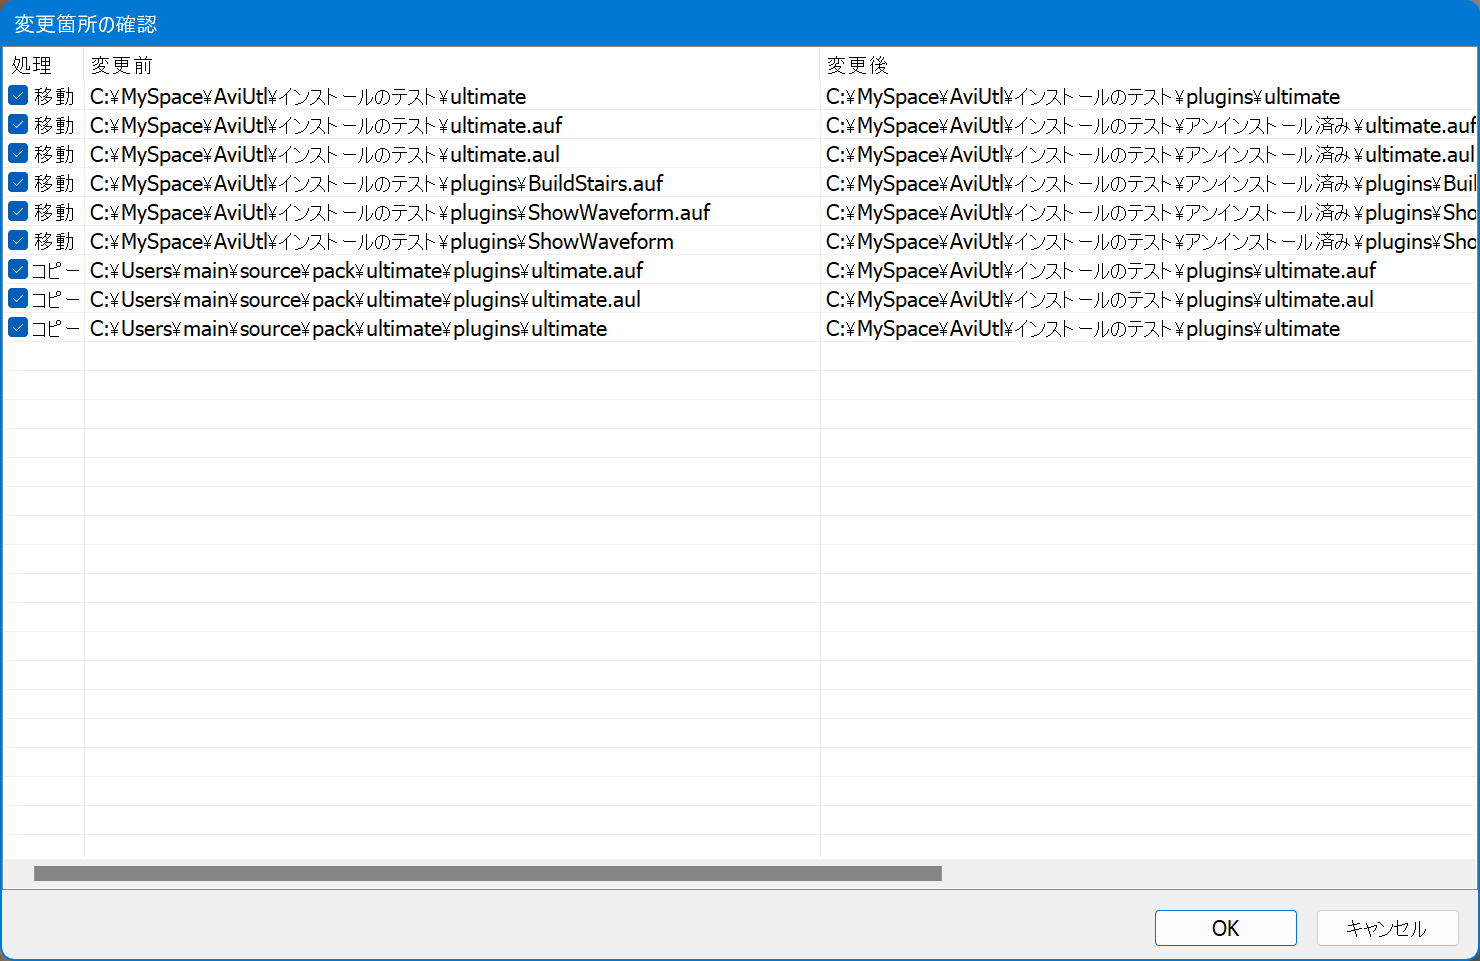 変更箇所の確認
処理 変更前 変更後
移動 C:¥MySpace¥AviUtl¥インストールのテスト¥ultimate C:¥MySpace¥AviUtl¥インストールのテスト¥plugins¥ultimate
移動 C:¥MySpace¥AviUtl¥インストールのテスト¥ultimate.auf C:¥MySpace¥AviUtl¥インストールのテスト¥アンインストール済み¥ultimate.auf
移動 C:¥MySpace¥AviUtl¥インストールのテスト¥ultimate.aul C:¥MySpace¥AviUtl¥インストールのテスト¥アンインストール済み¥ultimate.aul
移動 C:¥MySpace¥AviUtl¥インストールのテスト¥plugins¥BuildStairs.auf C:¥MySpace¥AviUtl¥インストールのテスト¥アンインストール済み¥plugins¥Buil
移動 C:¥MySpace¥AviUtl¥インストールのテスト¥plugins¥ShowWaveform.auf C:¥MySpace¥AviUtl¥インストールのテスト¥アンインストール済み¥plugins¥Sho
移動 C:¥MySpace¥AviUtl¥インストールのテスト¥plugins¥ShowWaveform C:¥MySpace¥AviUtl¥インストールのテスト¥アンインストール済み¥plugins¥Sho
コピー C:¥Users¥main¥source¥pack¥ultimate¥plugins¥ultimate.auf C:¥MySpace¥AviUtl¥インストールのテスト¥plugins¥ultimate.auf
コピー C:¥Users¥main¥source¥pack¥ultimate¥plugins¥ultimate.aul C:¥MySpace¥AviUtl¥インストールのテスト¥plugins¥ultimate.aul
コピー C:¥Users¥main¥source¥pack¥ultimate¥plugins¥ultimate C:¥MySpace¥AviUtl¥インストールのテスト¥plugins¥ultimate
OK キャンセル